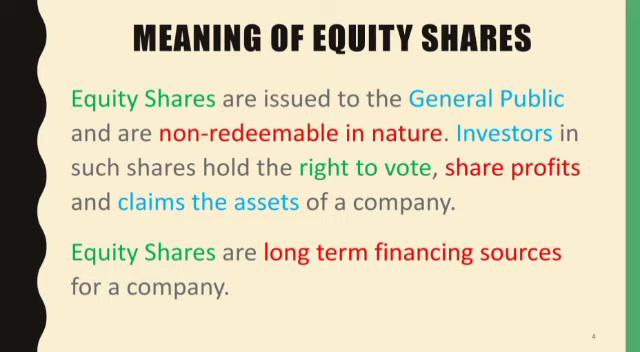 MEANING OF EQUITY SHARES
Equity Shares are issued to the General Public
and are non-redeemable in nature. Investors in
such shares hold the right to vote, share profits
and claims the assets of a company.
Equity Shares are long term financing sources
for a company.
4